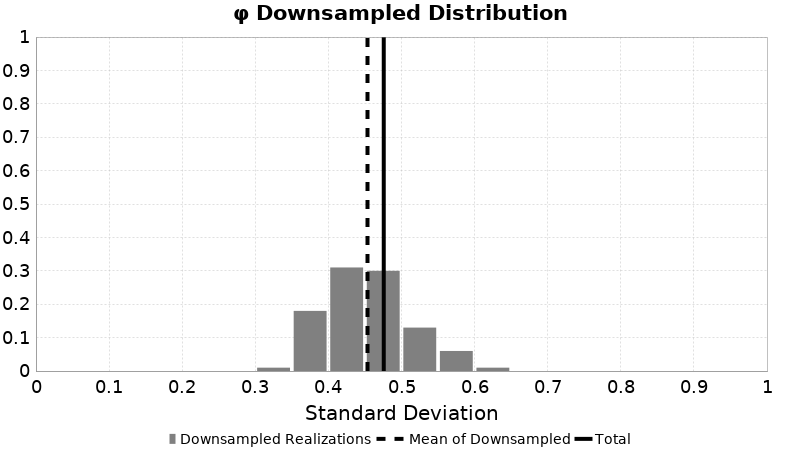 φ Downsampled Distribution
1
0.9
0.8
0.7
0.6
0.5
0.4
0.3
0.2
0.1
0
0 0.1 0.2 0.3 0.4 0.5 0.6 0.7 0.8 0.9 1
Standard Deviation
Downsampled Realizations Mean of Downsampled Total